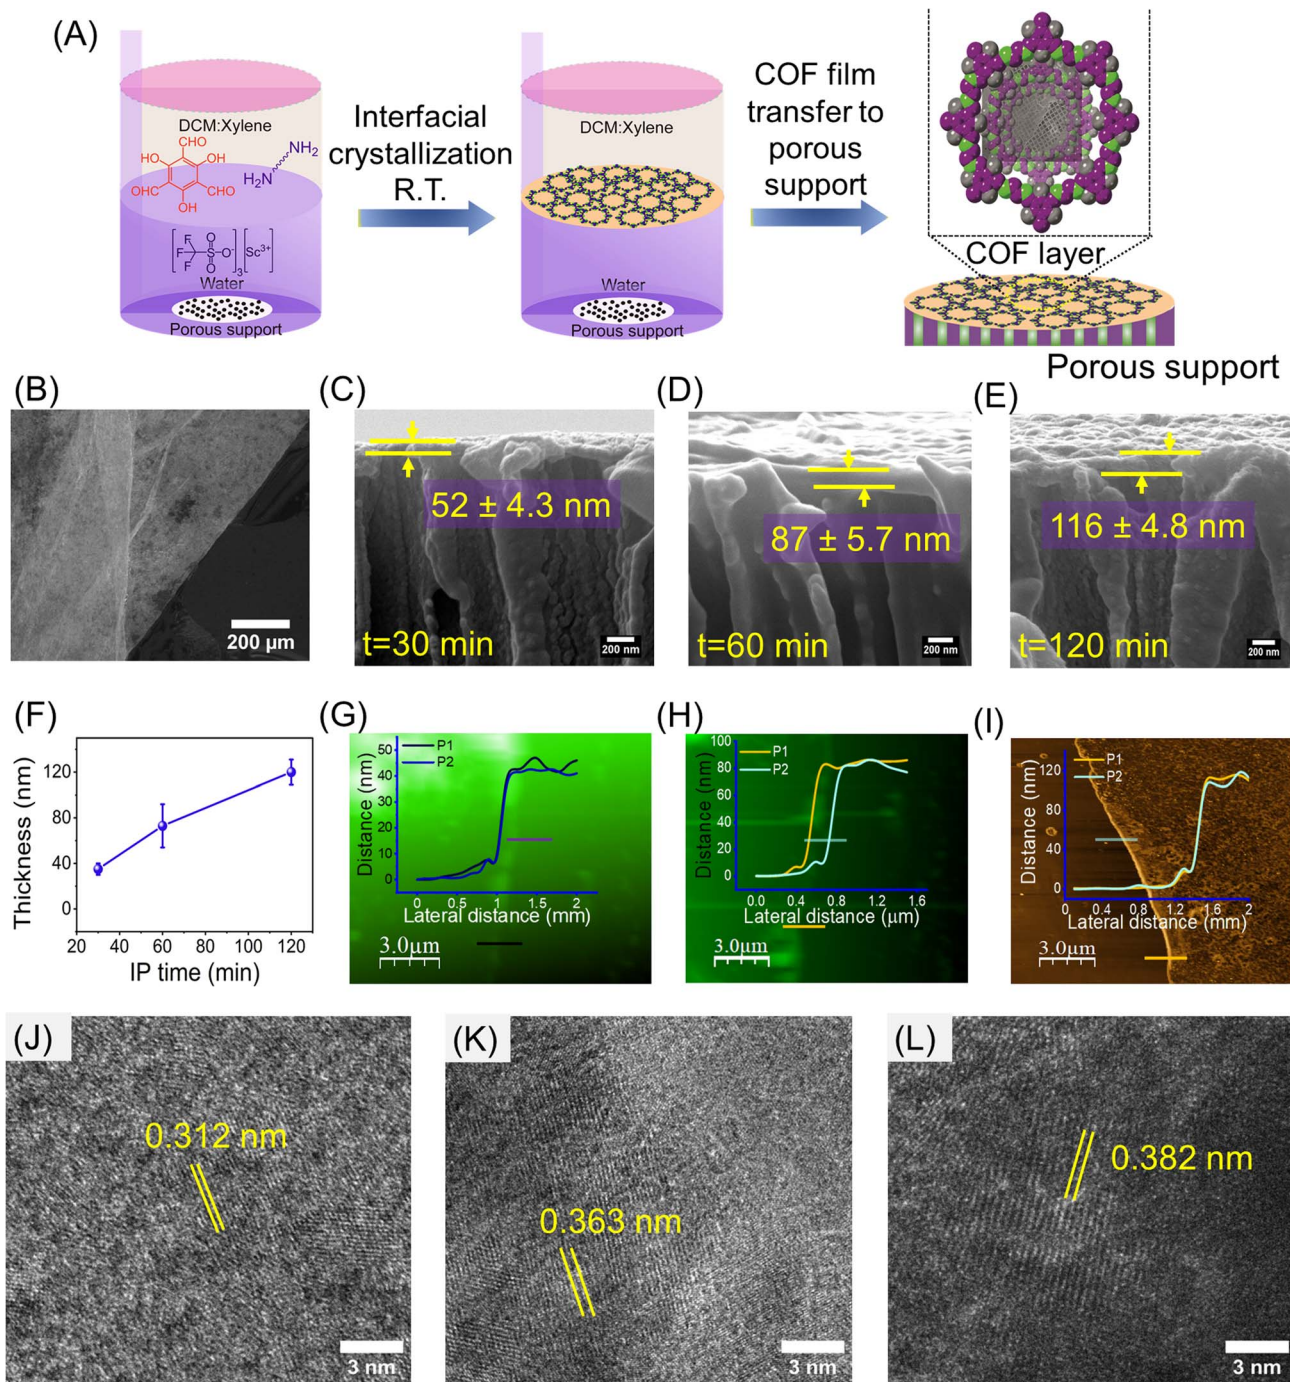 (A)
DCM:Xylene
CHO
HO
OH
OHC
CHO
OH
NH2
H2N
F
F
F
O
S
O-
O
3
Sc3+
Water
Porous support
Interfacial
crystallization
R.T.
DCM:Xylene
Water
Porous support
COF film
transfer to
porous
support
COF layer
Porous support
(B)
200 μm
(C)
52 ± 4.3 nm
t=30 min
200 nm
(D)
87 ± 5.7 nm
t=60 min
200 nm
(E)
116 ± 4.8 nm
t=120 min
200 nm
(F)
Thickness (nm)
120
80
40
0
20 40 60 80 100 120
IP time (min)
(G)
P1
P2
Distance (nm)
50
40
30
20
10
0
0 0.5 1 1.5 2
Lateral distance (mm)
3.0μm
(H)
P1
P2
Distance (nm)
100
80
60
40
20
0
0.0 0.4 0.8 1.2 1.6
Lateral distance (μm)
3.0μm
(I)
P1
P2
Distance (nm)
120
80
40
0
0 0.4 0.8 1.2 1.6 2
Lateral distance (mm)
3.0μm
(J)
0.312 nm
3 nm
(K)
0.363 nm
3 nm
(L)
0.382 nm
3 nm